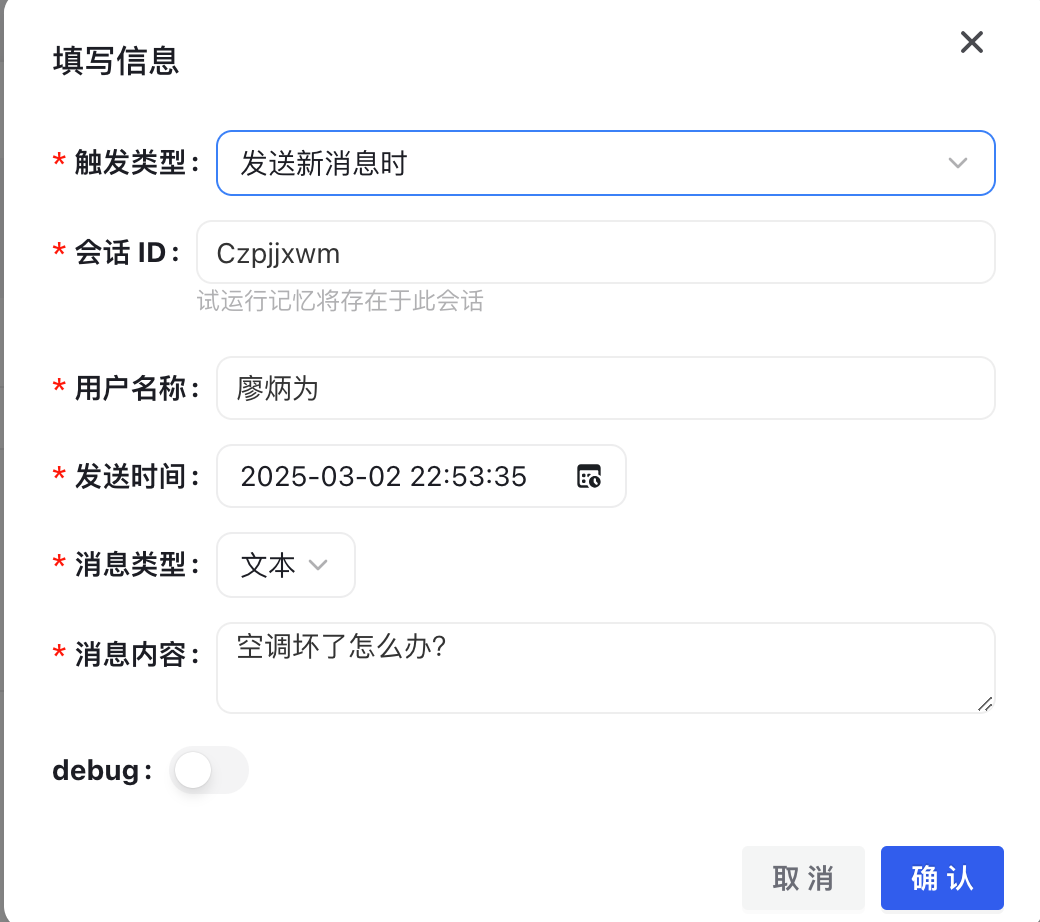 填写信息
* 触发类型: 发送新消息时
* 会话 ID: Czpjjxwm
试运行记忆将存在于此会话
* 用户名称: 廖炳为
* 发送时间: 2025-03-02 22:53:35
* 消息类型: 文本
* 消息内容: 空调坏了怎么办?
debug:
取消 确认